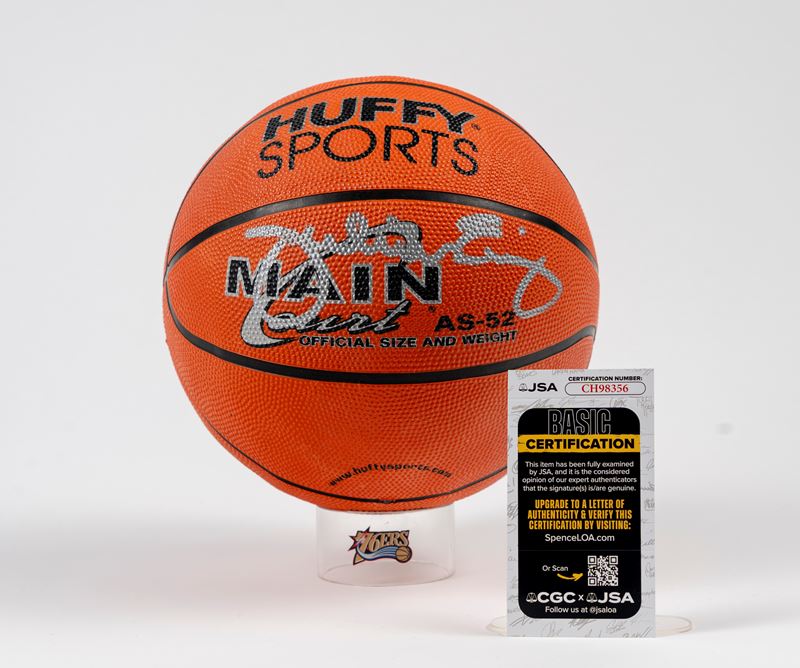 HUFFY
SPORTS
MAIN
Court AS-52
OFFICIAL SIZE AND WEIGHT
www.huffysports.com
76ERS
JSA
CERTIFICATION NUMBER:
CH98356
BASIC
CERTIFICATION
This item has been fully examined
by JSA, and it is the considered
opinion of our expert authenticators
that the signature(s) is/are genuine.
UPGRADE TO A LETTER OF
AUTHENTICITY & VERIFY THIS
CERTIFICATION BY VISITING:
SpenceLOA.com
Or Scan
CGC x JSA
Follow us at @jsaloa